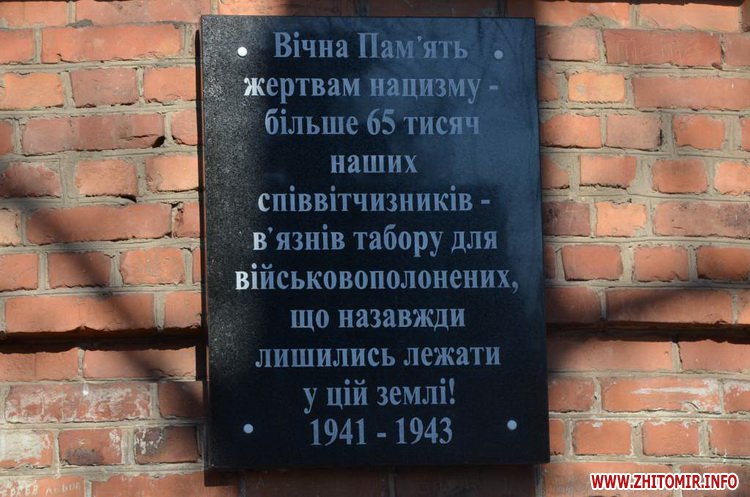 Вічна Пам'ять
жертвам нацизму -
більше 65 тисяч
наших
співвітчизників -
в'язнів табору для
військовополонених,
що назавжди
лишились лежати
у цій землі!
1941 - 1943
WWW.ZHITOMIR.INFO